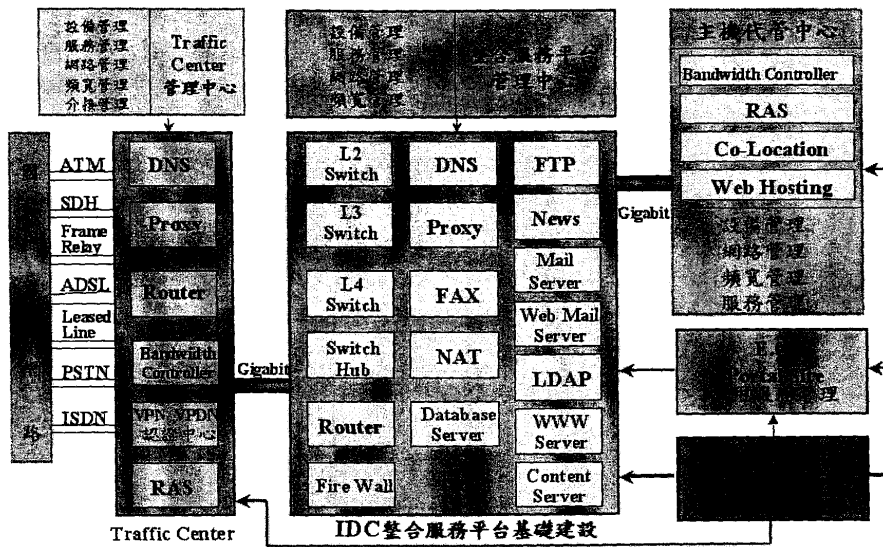 設備管理
服務管理
網路管理
頻寬管理
介接管理
Traffic
Center
管理中心
設備管理
服務管理
網路管理
頻寬管理
整合服務平台
管理中心
主機代管中心
Bandwidth Controller
RAS
Co-Location
Web Hosting
設備管理
網路管理
頻寬管理
服務管理
路
ATM
SDH
Frame
Relay
ADSL
Leased
Line
PSTN
ISDN
DNS
Proxy
Router
Bandwidth
Controller
VPN、VPDN
認證中心
RAS
Traffic Center
Gigabit
L2
Switch
L3
Switch
L4
Switch
Switch
Hub
Router
Fire Wall
DNS
Proxy
FAX
NAT
Database
Server
FTP
News
Mail
Server
Web Mail
Server
LDAP
WWW
Server
Content
Server
IDC整合服務平台基礎建設
Gigabit
管理